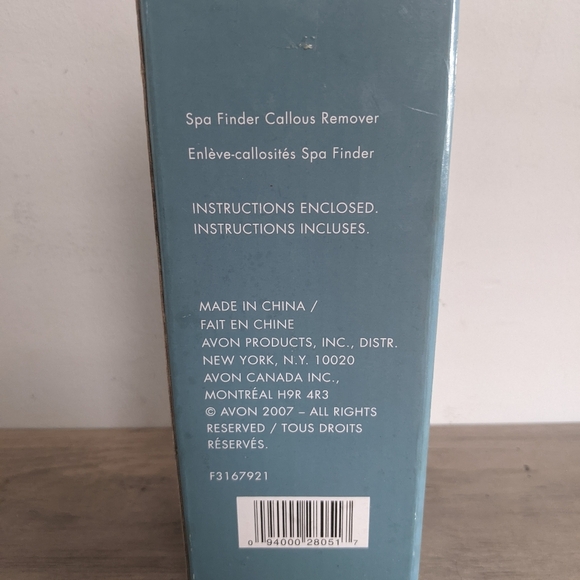 Spa Finder Callous Remover
Enlève-callosités Spa Finder
INSTRUCTIONS ENCLOSED.
INSTRUCTIONS INCLUSES.
MADE IN CHINA /
FAIT EN CHINE
AVON PRODUCTS, INC., DISTR.
NEW YORK, N.Y. 10020
AVON CANADA INC.,
MONTRÉAL H9R 4R3
© AVON 2007 – ALL RIGHTS
RESERVED / TOUS DROITS
RÉSERVÉS.
F3167921
0 94000 28051 7